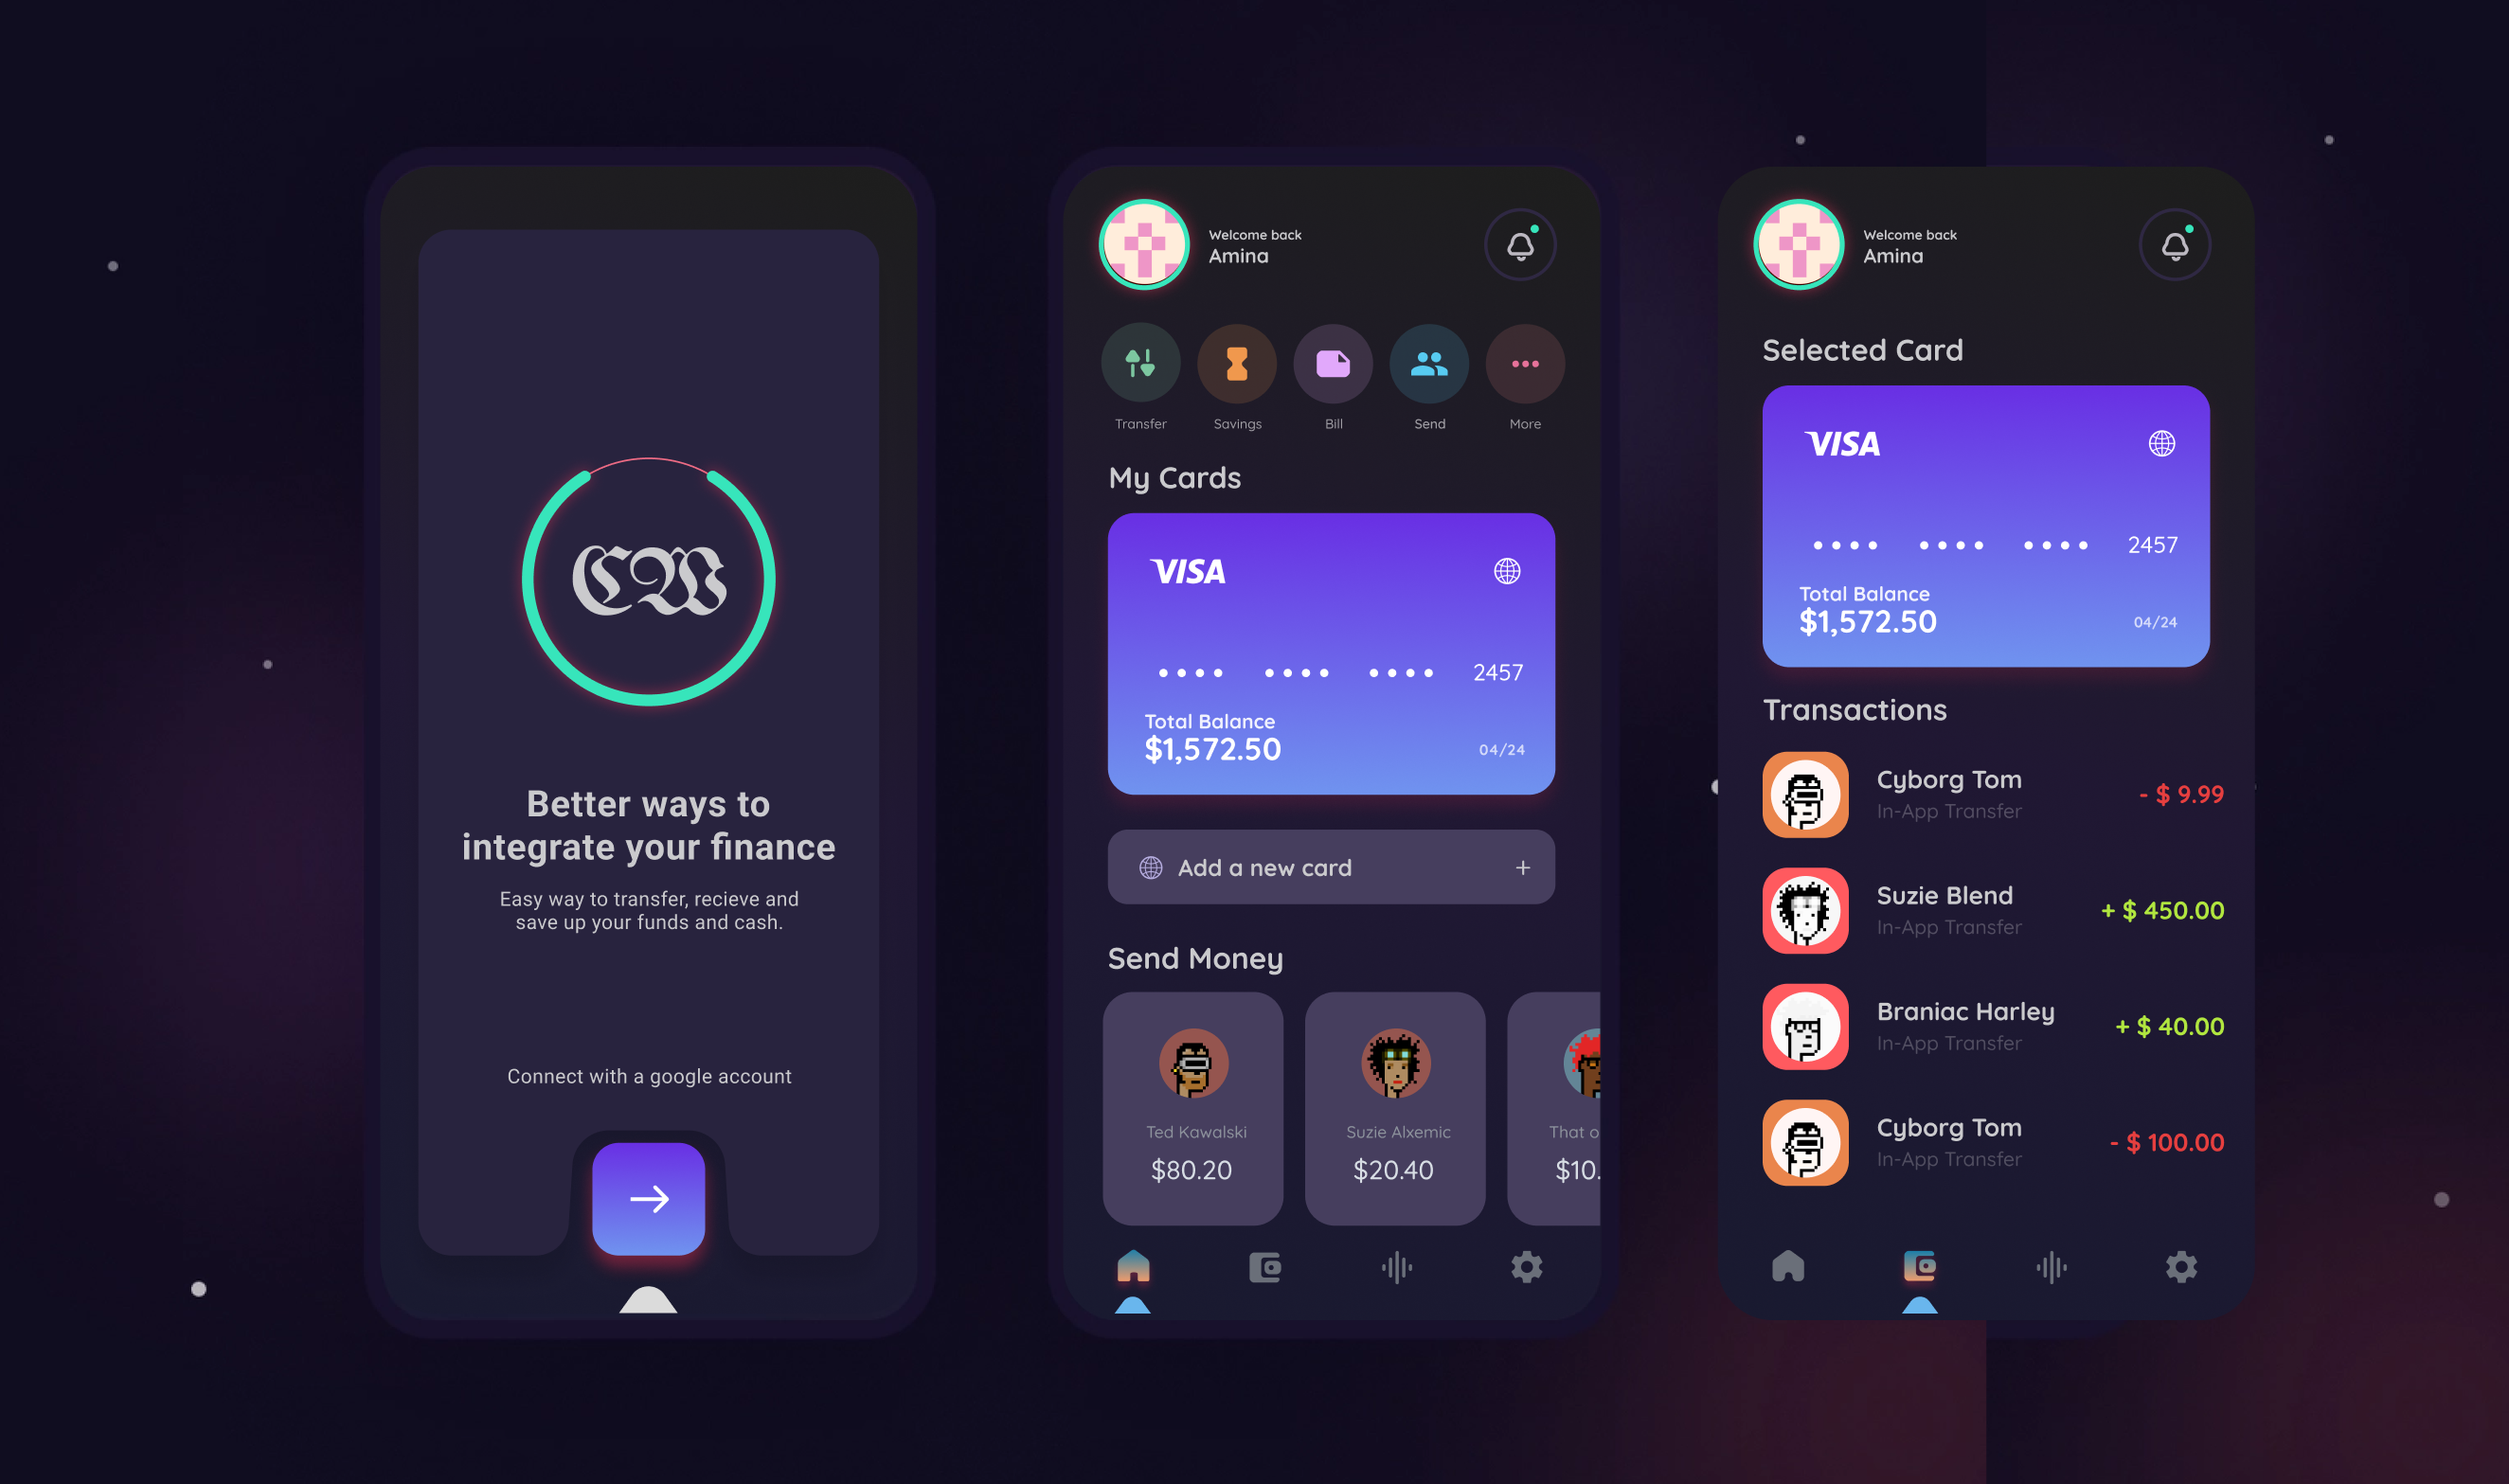 CW
Better ways to
integrate your finance
Easy way to transfer, recieve and
save up your funds and cash.
Connect with a google account
Welcome back
Amina
Transfer Savings Bill Send More
My Cards
VISA
•••• •••• •••• 2457
Total Balance
$1,572.50 04/24
Add a new card +
Send Money
Ted Kawalski Suzie Alxemic That o
$80.20 $20.40 $10.
Welcome back
Amina
Selected Card
VISA
•••• •••• •••• 2457
Total Balance
$1,572.50 04/24
Transactions
Cyborg Tom
In-App Transfer
- $ 9.99
Suzie Blend
In-App Transfer
+ $ 450.00
Braniac Harley
In-App Transfer
+ $ 40.00
Cyborg Tom
In-App Transfer
- $ 100.00